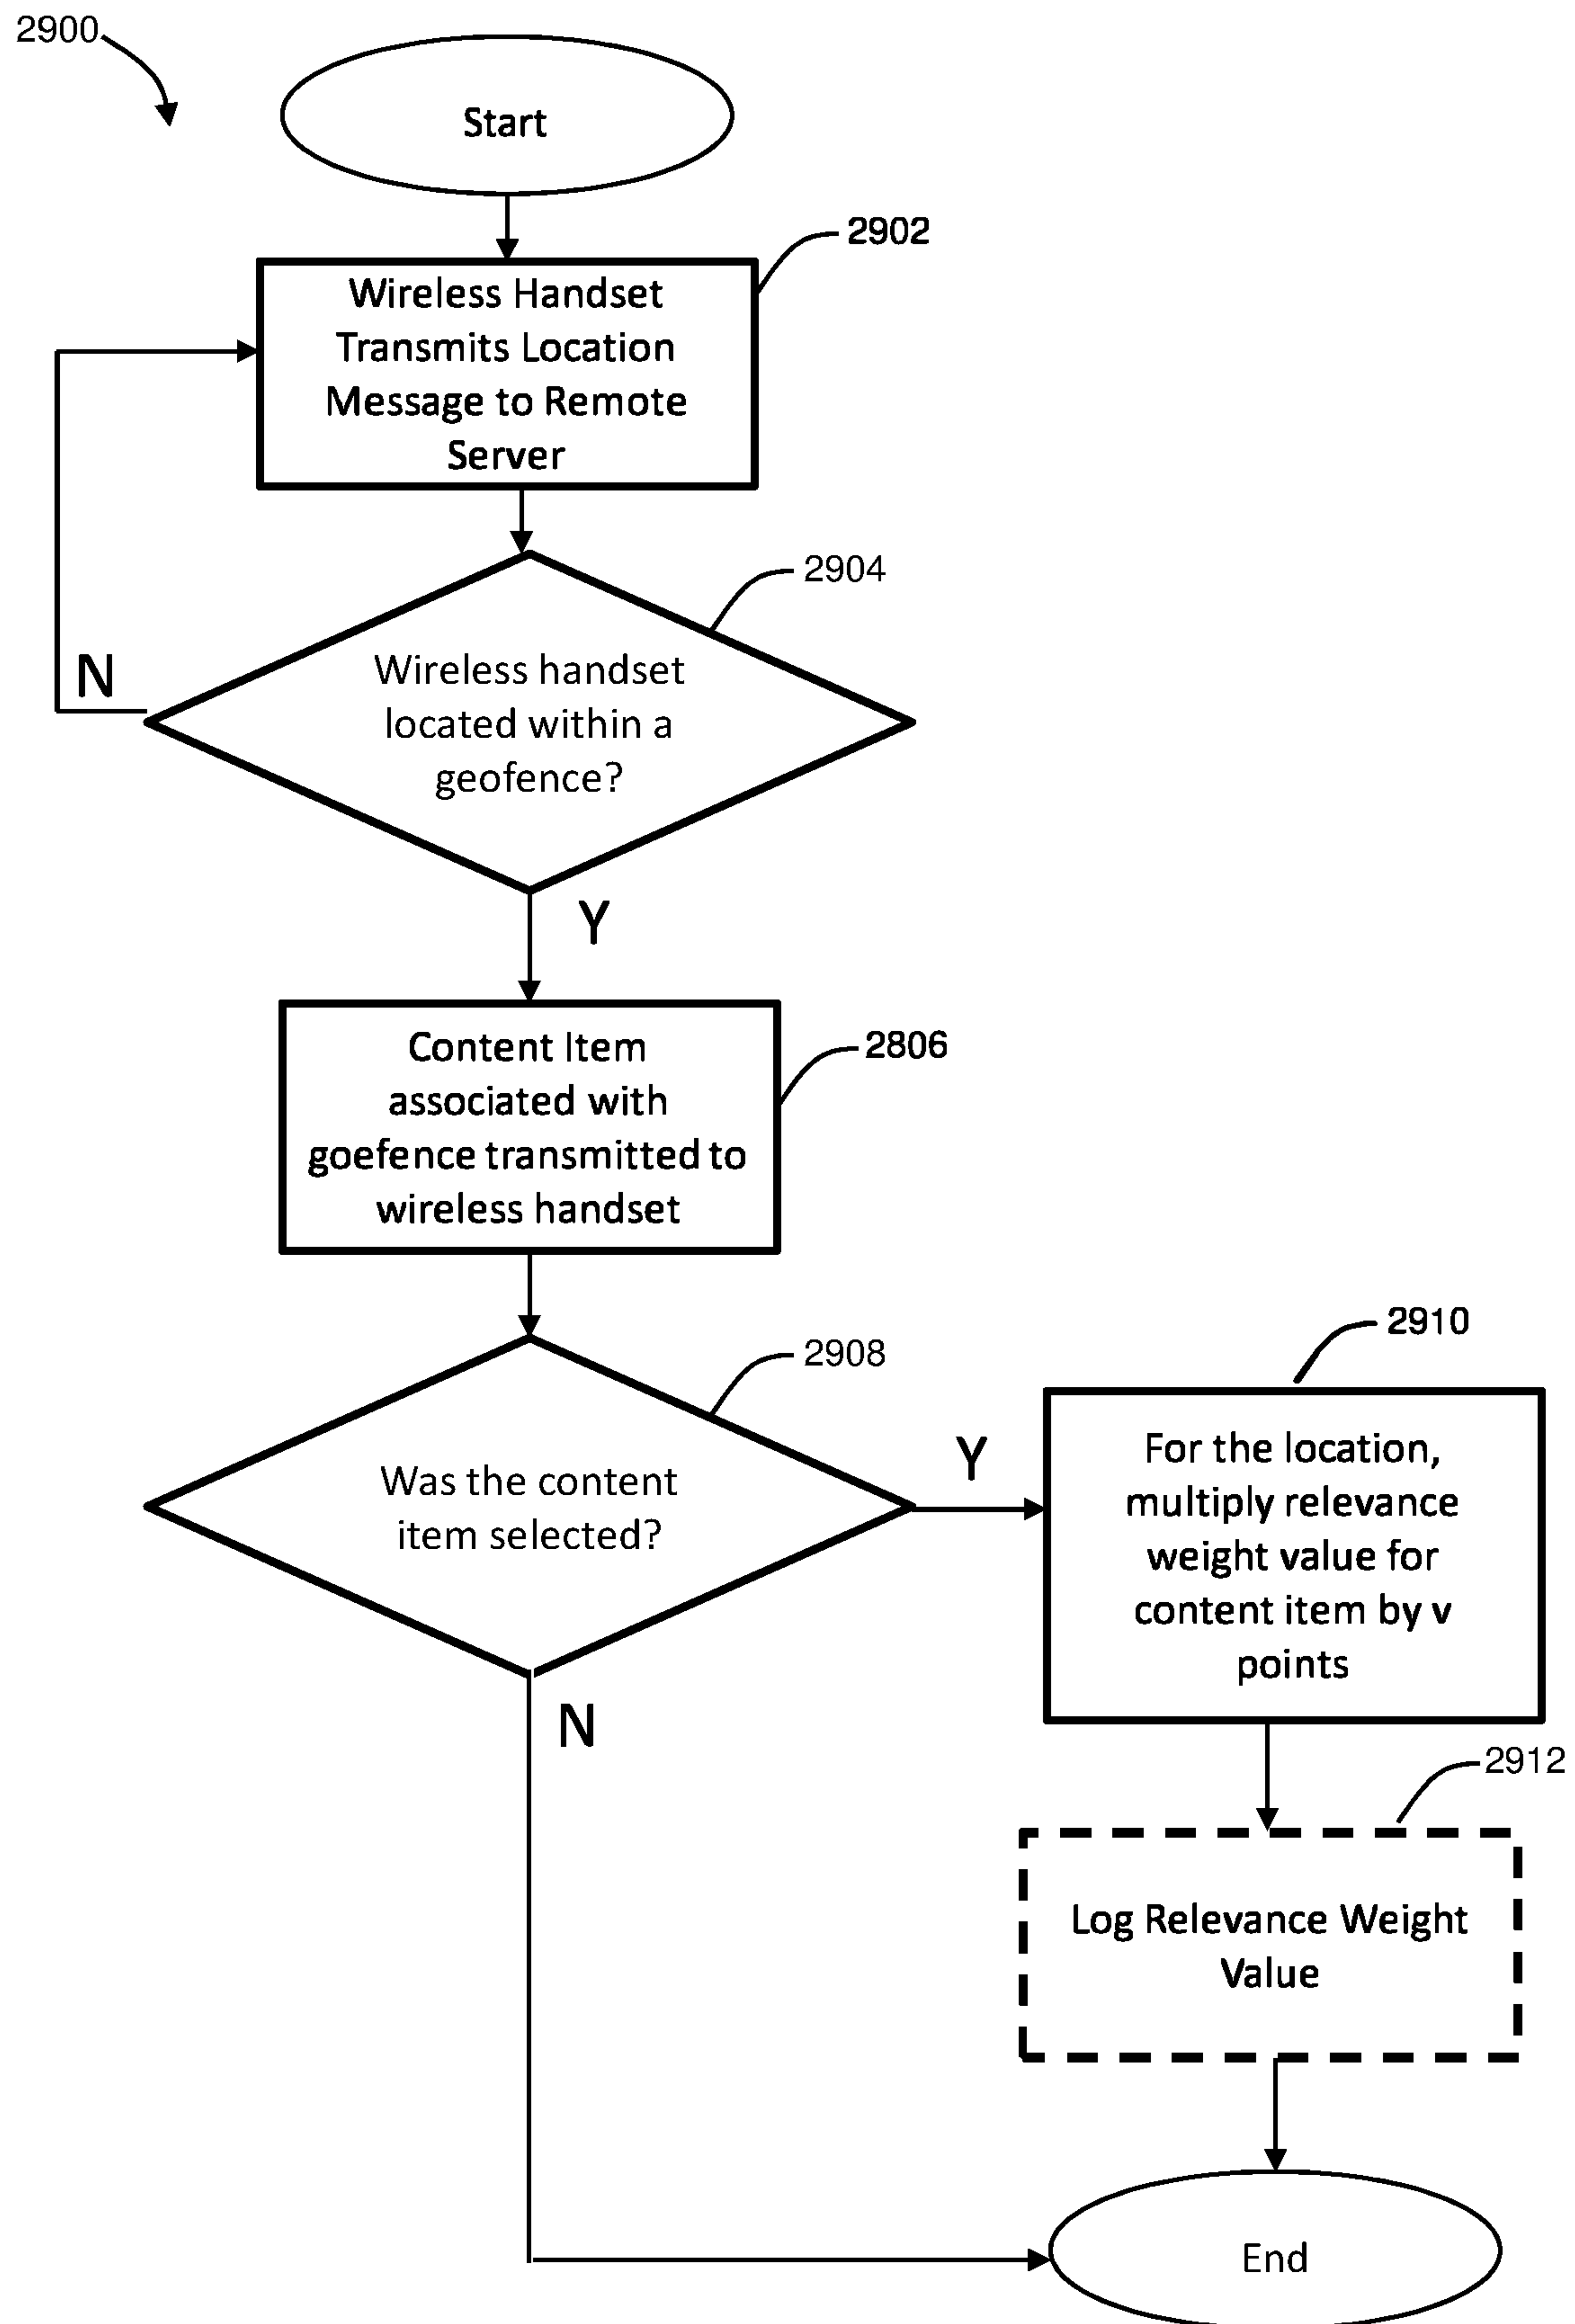 2900
Start
2902
Wireless Handset
Transmits Location
Message to Remote
Server
2904
Wireless handset
located within a
geofence?
N
Y
2806
Content Item
associated with
goefence transmitted to
wireless handset
2908
Was the content
item selected?
Y
N
2910
For the location,
multiply relevance
weight value for
content item by v
points
2912
Log Relevance Weight
Value
End